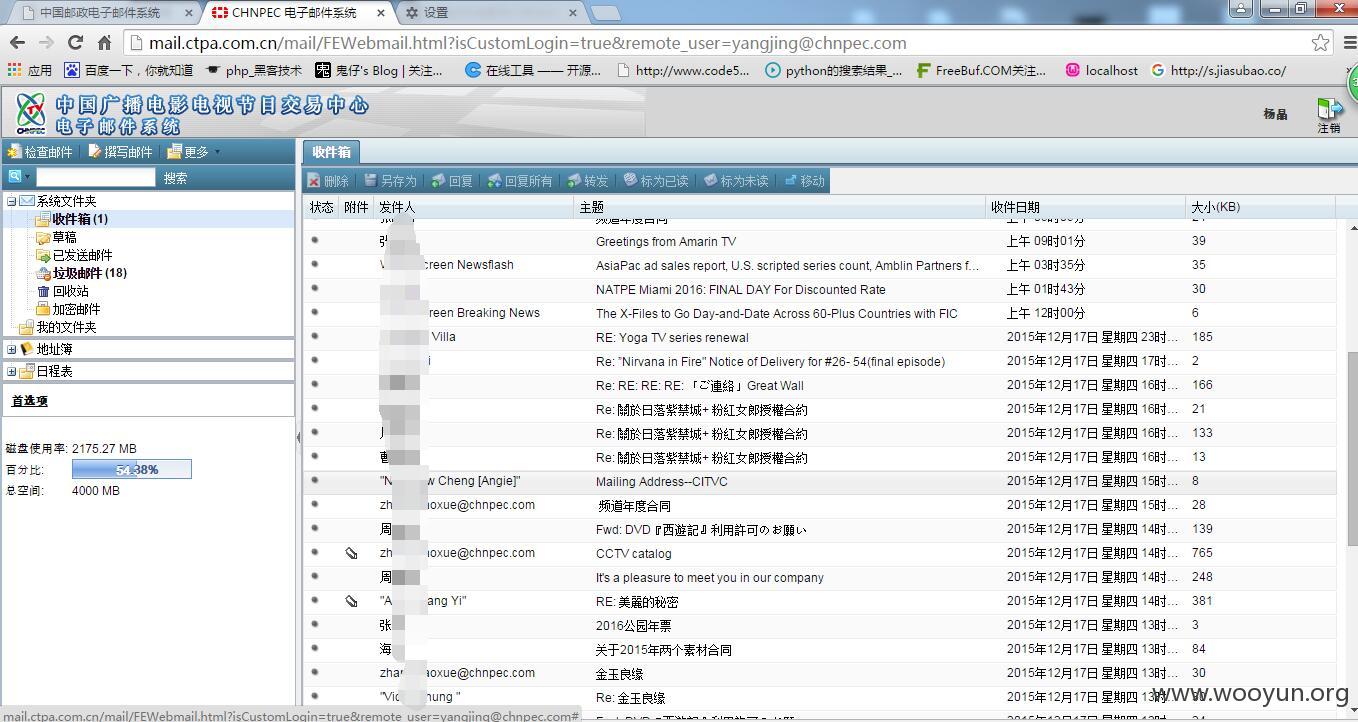 中国邮政电子邮件系统 CHNPEC 电子邮件系统 设置
mail.ctpa.com.cn/mail/FEWebmail.html?isCustomLogin=true&remote_user=yangjing@chnpec.com
应用 百度一下，你就知道 php_黑客技术 鬼仔's Blog | 关注... 在线工具 —— 开源... http://www.code5... python的搜索结果_... FreeBuf.COM关注... localhost http://s.jiasubao.co/
中国广播电影电视节目交易中心
电子邮件系统
杨晶
注销
检查邮件 撰写邮件 更多
搜索
系统文件夹
收件箱 (1)
草稿
已发送邮件
垃圾邮件 (18)
回收站
加密邮件
我的文件夹
地址簿
日程表
首选项
磁盘使用率: 2175.27 MB
百分比: 54.38%
总空间: 4000 MB
收件箱
删除 另存为 回复 回复所有 转发 标为已读 标为未读 移动
状态 附件 发件人 主题 收件日期 大小(KB)
频道年度合同
张 Greetings from Amarin TV 上午 09时01分 39
creen Newsflash AsiaPac ad sales report, U.S. scripted series count, Amblin Partners f... 上午 03时35分 35
NATPE Miami 2016: FINAL DAY For Discounted Rate 上午 01时43分 30
reen Breaking News The X-Files to Go Day-and-Date Across 60-Plus Countries with FIC 上午 12时00分 6
Villa RE: Yoga TV series renewal 2015年12月17日 星期四 23时... 185
i Re: "Nirvana in Fire" Notice of Delivery for #26- 54(final episode) 2015年12月17日 星期四 17时... 2
Re: RE: RE: RE: 「ご連絡」Great Wall 2015年12月17日 星期四 16时... 166
Re: 關於日落紫禁城+ 粉紅女郎授權合約 2015年12月17日 星期四 16时... 21
Re: 關於日落紫禁城+ 粉紅女郎授權合約 2015年12月17日 星期四 16时... 133
曹 Re: 關於日落紫禁城+ 粉紅女郎授權合約 2015年12月17日 星期四 16时... 13
"N w Cheng [Angie]" Mailing Address--CITVC 2015年12月17日 星期四 15时... 8
zh oxue@chnpec.com 频道年度合同 2015年12月17日 星期四 15时... 28
周 Fwd: DVD『西遊記』利用許可のお願い 2015年12月17日 星期四 14时... 139
zh oxue@chnpec.com CCTV catalog 2015年12月17日 星期四 14时... 765
周 It's a pleasure to meet you in our company 2015年12月17日 星期四 14时... 248
"A ang Yi" RE: 美麗的秘密 2015年12月17日 星期四 14时... 381
张 2016公园年票 2015年12月17日 星期四 13时... 3
海 关于2015年两个素材合同 2015年12月17日 星期四 13时... 84
zha oxue@chnpec.com 金玉良缘 2015年12月17日 星期四 13时... 30
"Vic hung " Re: 金玉良缘 2015年12月17日 星期四 13时...
www.wooyun.org
mail.ctpa.com.cn/mail/FEWebmail.html?isCustomLogin=true&remote_user=yangjing@chnpec.com#